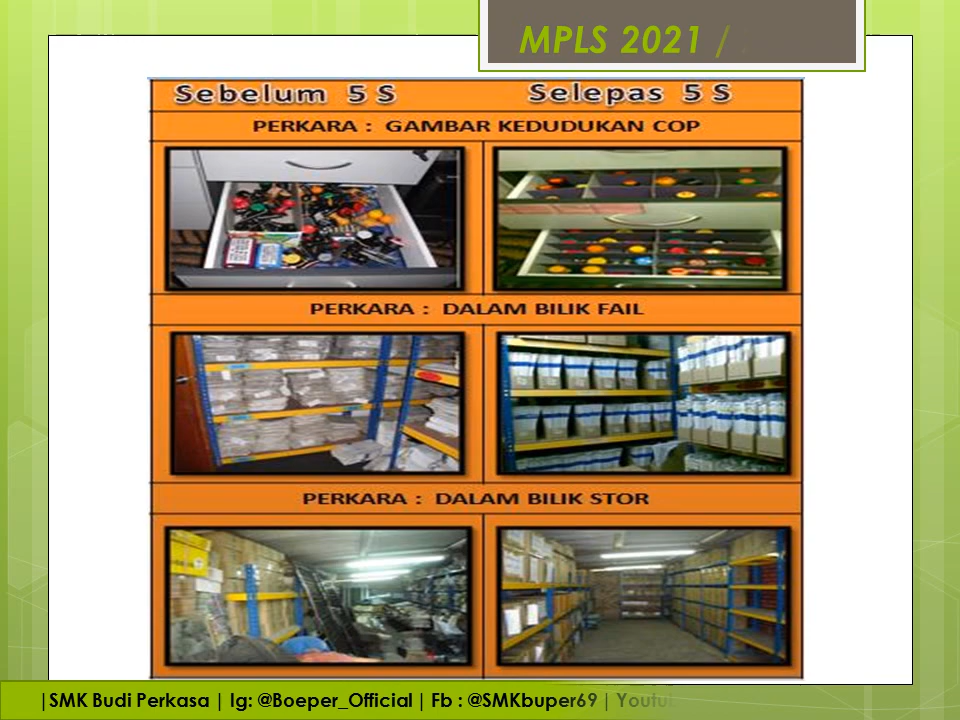 MPLS 2021 /
Sebelum 5 S
Selepas 5 S
PERKARA : GAMBAR KEDUDUKAN COP
PERKARA : DALAM BILIK FAIL
PERKARA : DALAM BILIK STOR
|SMK Budi Perkasa | Ig: @Boeper_Official | Fb : @SMKbuper69 | Youtu